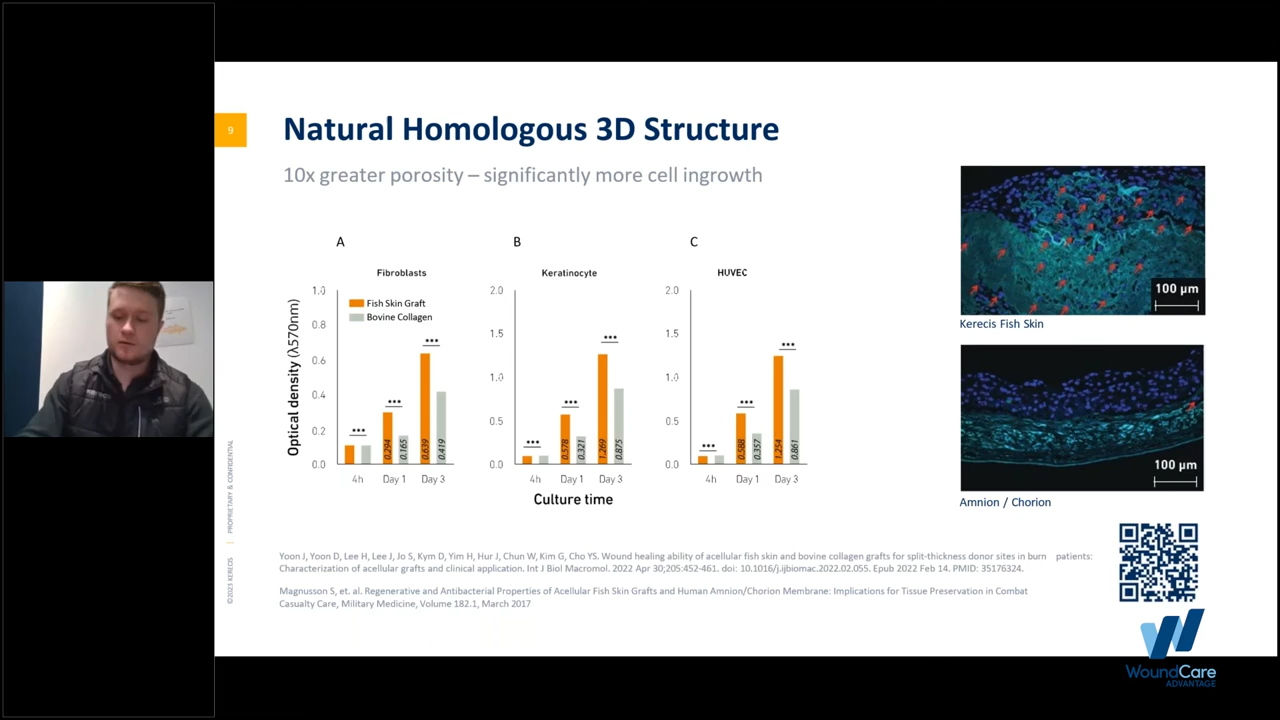 9
Natural Homologous 3D Structure
10x greater porosity – significantly more cell ingrowth
A
B
C
Fibroblasts
Keratinocyte
HUVEC
Fish Skin Graft
Bovine Collagen
Optical density (λ570nm)
1.0
0.8
0.6
0.4
0.2
0.0
***
***
***
0.294
0.165
0.639
0.419
4h
Day 1
Day 3
2.0
1.5
1.0
0.5
0.0
***
***
***
0.578
0.321
1.269
0.875
4h
Day 1
Day 3
2.0
1.5
1.0
0.5
0.0
***
***
***
0.588
0.357
1.254
0.861
4h
Day 1
Day 3
Culture time
100 µm
Kerecis Fish Skin
100 µm
Amnion / Chorion
Yoon J, Yoon D, Lee H, Lee J, Jo S, Kym D, Yim H, Hur J, Chun W, Kim G, Cho YS. Wound healing ability of acellular fish skin and bovine collagen grafts for split-thickness donor sites in burn patients:
Characterization of acellular grafts and clinical application. Int J Biol Macromol. 2022 Apr 30;205:452-461. doi: 10.1016/j.ijbiomac.2022.02.055. Epub 2022 Feb 14. PMID: 35176324.
Magnusson S, et. al. Regenerative and Antibacterial Properties of Acellular Fish Skin Grafts and Human Amnion/Chorion Membrane: Implications for Tissue Preservation in Combat
Casualty Care, Military Medicine, Volume 182.1, March 2017
©2023 KERECIS | PROPRIETARY & CONFIDENTIAL
WoundCare
ADVANTAGE